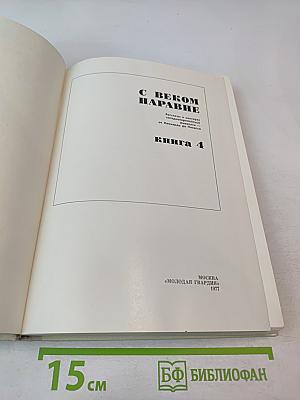 С ВЕКОМ
НАРАВНЕ
книга 4
МОСКВА
«МОЛОДАЯ ГВАРДИЯ»
1977
15 см
БФ БИБЛИОФАН